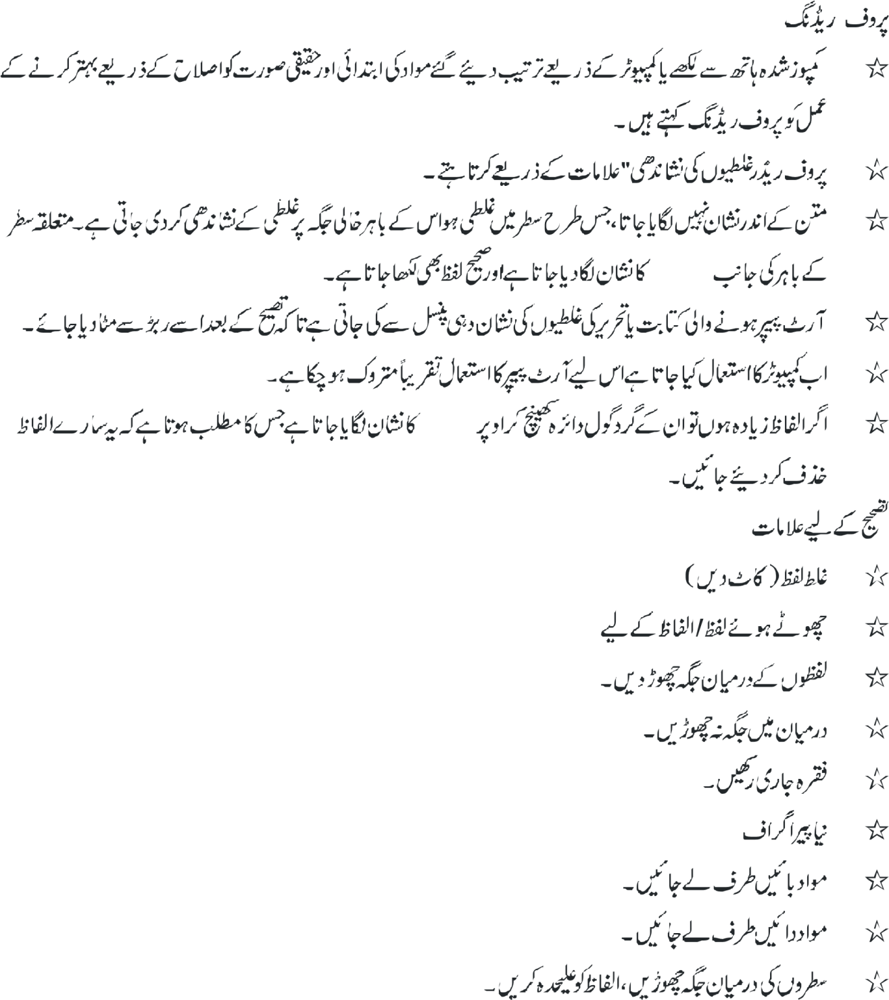 پروف ریڈنگ
☆ کمپوز شدہ ہاتھ سے لکھے یا کمپیوٹر کے ذریعے ترتیب دیئے گئے مواد کی ابتدائی اور حقیقی صورت کو اصلاح کے ذریعے بہتر کرنے کے
عمل کو پروف ریڈنگ کہتے ہیں۔
☆ پروف ریڈر غلطیوں کی نشاندھی "علامات کے ذریعے کرتا ہتے۔
☆ متن کے اندر نشان نہیں لگایا جاتا، جس طرح سطر میں غلطی ہو اس کے باہر خالی جگہ پر غلطی کے نشاندھی کر دی جاتی ہے۔ متعلقہ سطر
کے باہر کی جانب کا نشان لگا دیا جاتا ہے اور صحیح لفظ بھی لکھا جاتا ہے۔
☆ آرٹ پیپر ہونے والی کتابت یا تحریر کی غلطیوں کی نشان دہی پنسل سے کی جاتی ہے تاکہ تصیح کے بعد اسے ربڑ سے مٹا دیا جائے۔
☆ اب کمپیوٹر کا استعمال کیا جاتا ہے اس لیے آرٹ پیپر کا استعمال تقریباً متروک ہو چکا ہے۔
☆ اگر الفاظ زیادہ ہوں تو ان کے گرد گول دائرہ کھینچ کر اوپر کا نشان لگایا جاتا ہے جس کا مطلب ہوتا ہے کہ یہ سارے الفاظ
خذف کر دیئے جائیں۔
تصحیح کے لیے علامات
☆ غلط لفظ (کاٹ دیں)
☆ چھوٹے ہوئے لفظ/الفاظ کے لیے
☆ لفظوں کے درمیان جگہ چھوڑ دیں۔
☆ درمیان میں جگہ نہ چھوڑیں۔
☆ فقرہ جاری رکھیں۔
☆ نیا پیراگراف
☆ مواد بائیں طرف لے جائیں۔
☆ مواد دائیں طرف لے جائیں۔
☆ سطروں کی درمیان جگہ چھوڑیں، الفاظ کو علیحدہ کریں۔